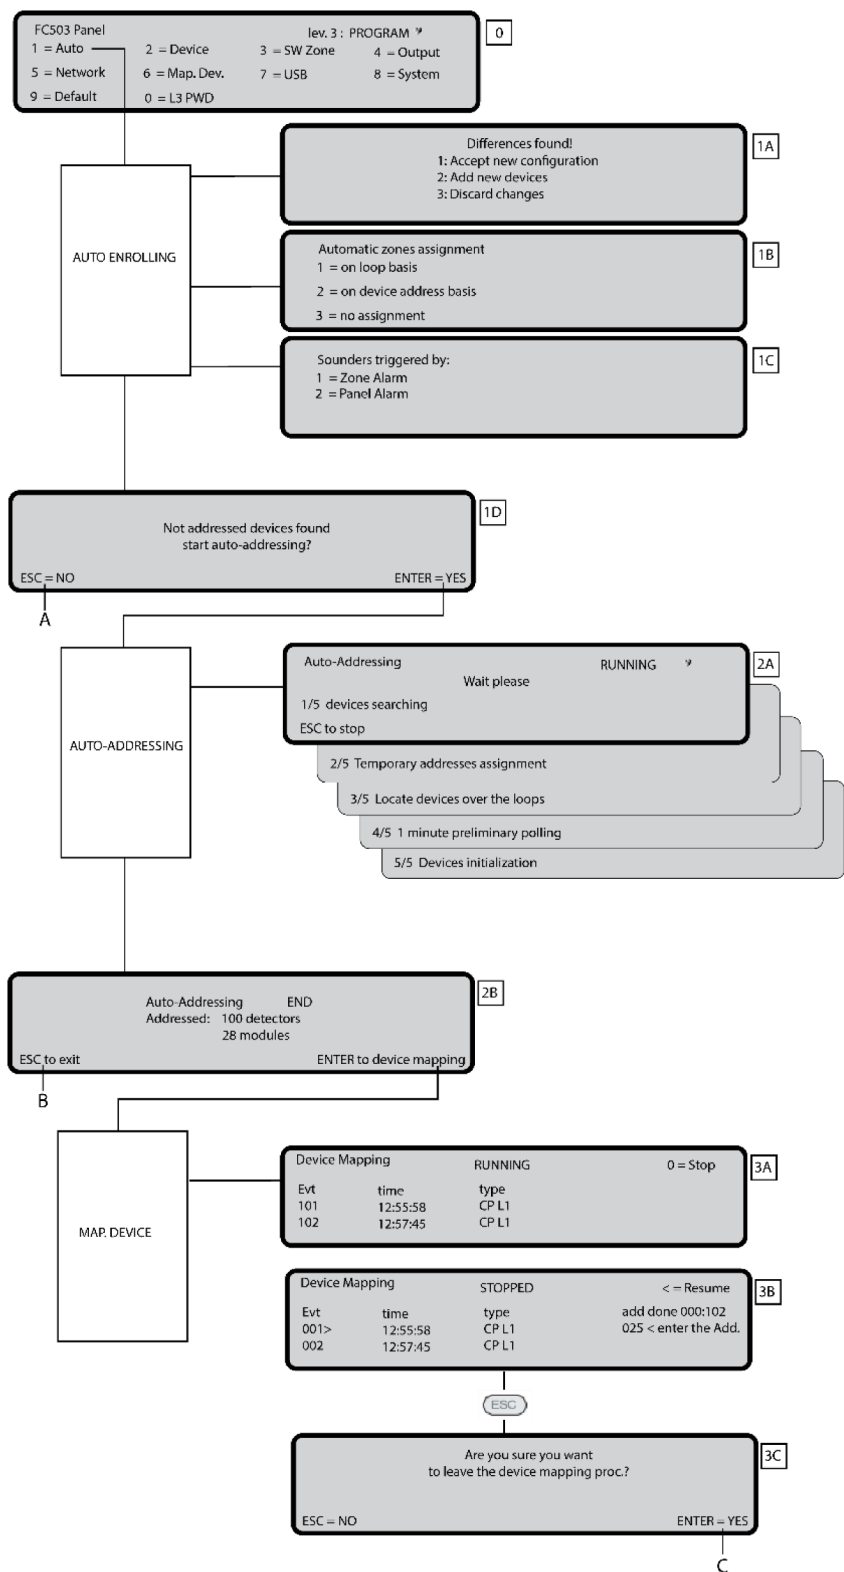 FC503 Panel lev. 3 : PROGRAM 0
1 = Auto 2 = Device 3 = SW Zone 4 = Output
5 = Network 6 = Map. Dev. 7 = USB 8 = System
9 = Default 0 = L3 PWD
Differences found! 1A
1: Accept new configuration
2: Add new devices
3: Discard changes
AUTO ENROLLING
Automatic zones assignment 1B
1 = on loop basis
2 = on device address basis
3 = no assignment
Sounders triggered by: 1C
1 = Zone Alarm
2 = Panel Alarm
Not addressed devices found 1D
start auto-addressing?
ESC = NO ENTER = YES
A
Auto-Addressing RUNNING 2A
Wait please
1/5 devices searching
ESC to stop
AUTO-ADDRESSING
2/5 Temporary addresses assignment
3/5 Locate devices over the loops
4/5 1 minute preliminary polling
5/5 Devices initialization
Auto-Addressing END 2B
Addressed: 100 detectors
28 modules
ESC to exit ENTER to device mapping
B
Device Mapping RUNNING 0 = Stop 3A
Evt time type
101 12:55:58 CP L1
102 12:57:45 CP L1
MAP. DEVICE
Device Mapping STOPPED < = Resume 3B
Evt time type add done 000:102
001> 12:55:58 CP L1 025 < enter the Add.
002 12:57:45 CP L1
ESC
Are you sure you want 3C
to leave the device mapping proc.?
ESC = NO ENTER = YES
C